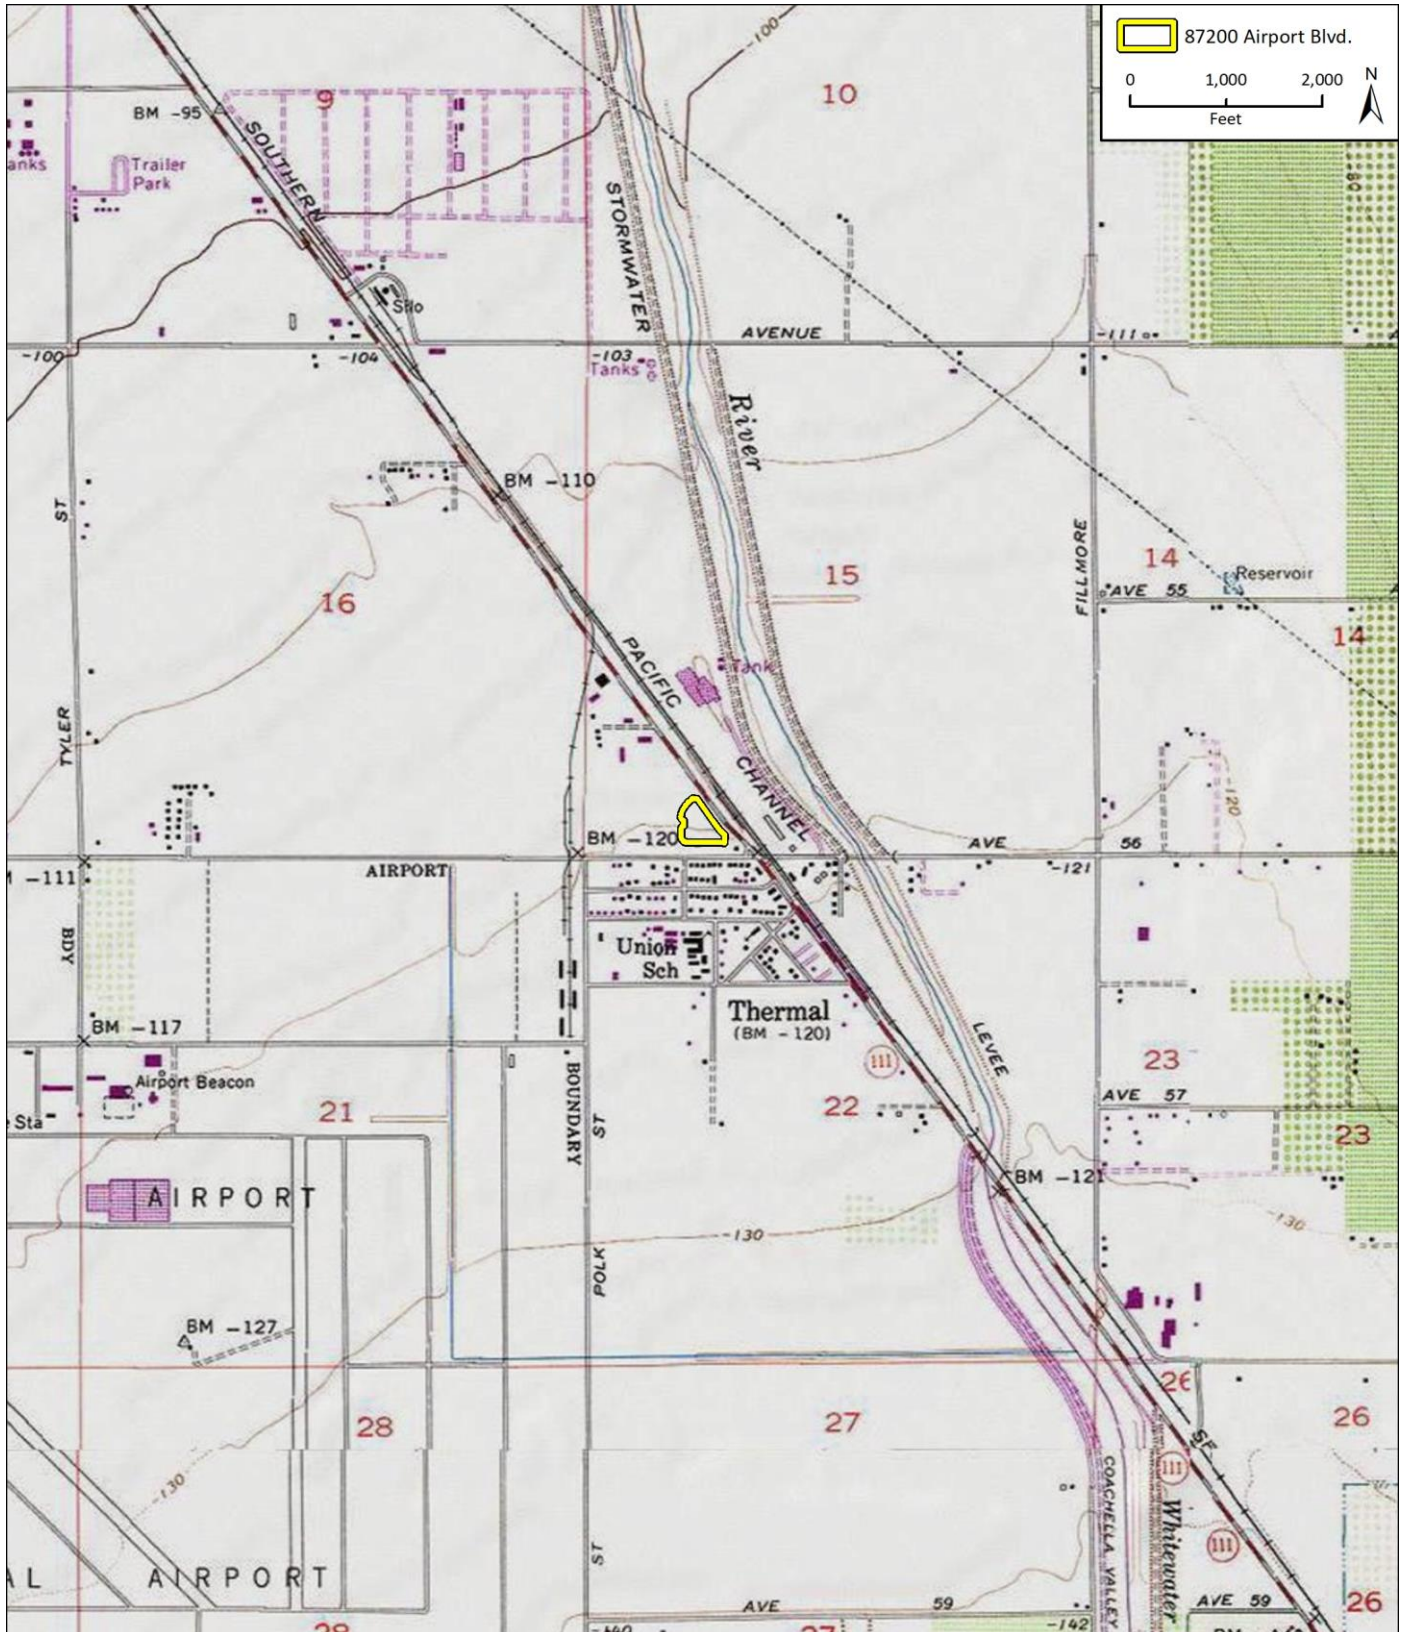 87200 Airport Blvd.
0 1,000 2,000
Feet
N
-100
9
10
BM -95
SOUTHERN
Trailer
Park
STORMWATER
80
Silo
-100
-104
-103
AVENUE
-111
Tanks
River
ST
BM -110
FILLMORE
14
Reservoir
AVE 55
16
15
14
PACIFIC
Tank
TYLER
CHANNEL
-120
BM -120
AVE
56
-111
AIRPORT
-121
BDY
Union
Sch
Thermal
(BM -120)
BM -117
LEVEE
111
23
Airport Beacon
BOUNDARY
AVE 57
21
22
ST
23
Sta
BM -121
AIRPORT
-130
-130
POLK
BM -127
26
28
27
26
SF
-130
111
COACHELLA VALLEY
Whitewater
111
ST
AL AIRPORT
AVE
59
AVE 59
26
-142